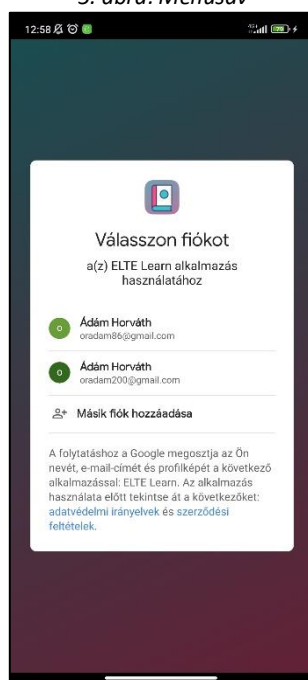 3. ábra: Menüsáv
12:58
Válasszon fiókot
a(z) ELTE Learn alkalmazás
használatához
Ádám Horváth
oradam86@gmail.com
Ádám Horváth
oradam200@gmail.com
Másik fiók hozzáadása
A folytatáshoz a Google megosztja az Ön
nevét, e-mail-címét és profilképét a következő
alkalmazással: ELTE Learn. Az alkalmazás
használata előtt tekintse át a következőket:
adatvédelmi irányelvek és szerződési
feltételek.